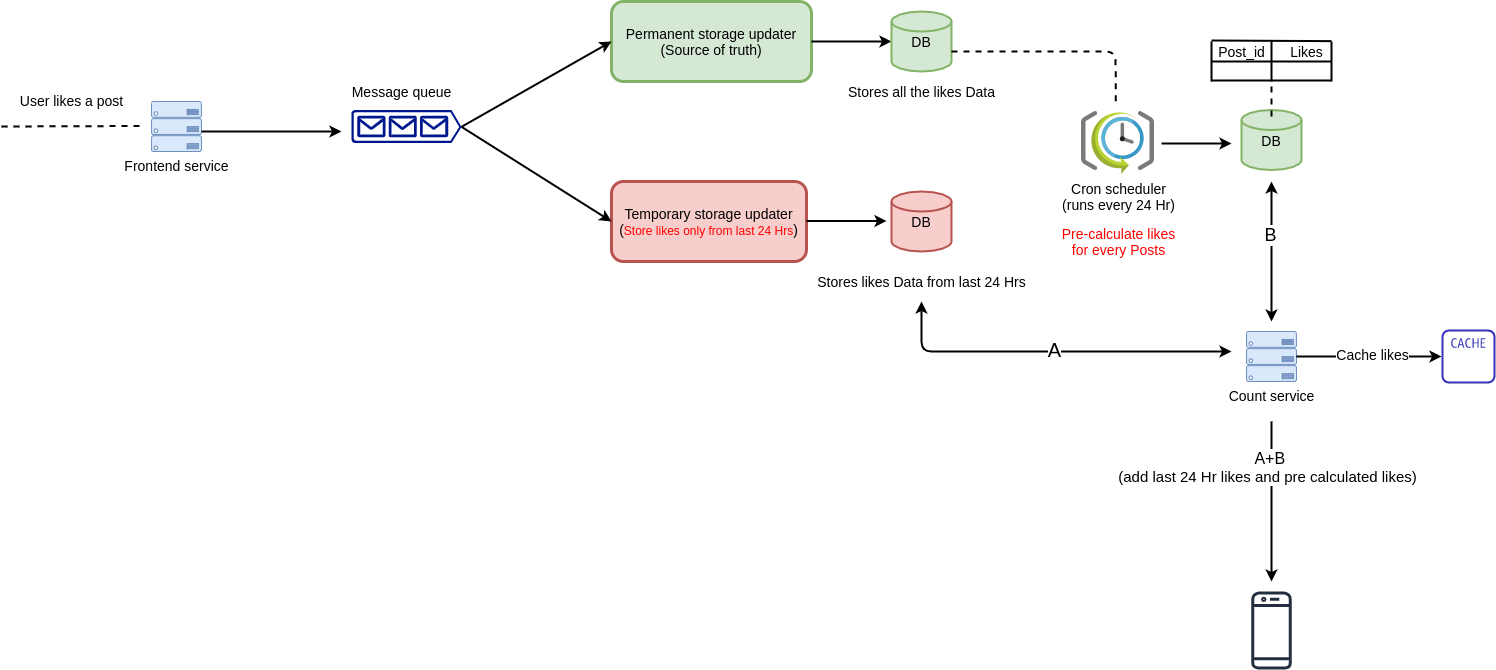 User likes a post
Frontend service
Message queue
Permanent storage updater
(Source of truth)
DB
Stores all the likes Data
Temporary storage updater
(Store likes only from last 24 Hrs)
DB
Stores likes Data from last 24 Hrs
Cron scheduler
(runs every 24 Hr)
Pre-calculate likes
for every Posts
Post_id Likes
DB
B
A
Count service
Cache likes
CACHE
A+B
(add last 24 Hr likes and pre calculated likes)